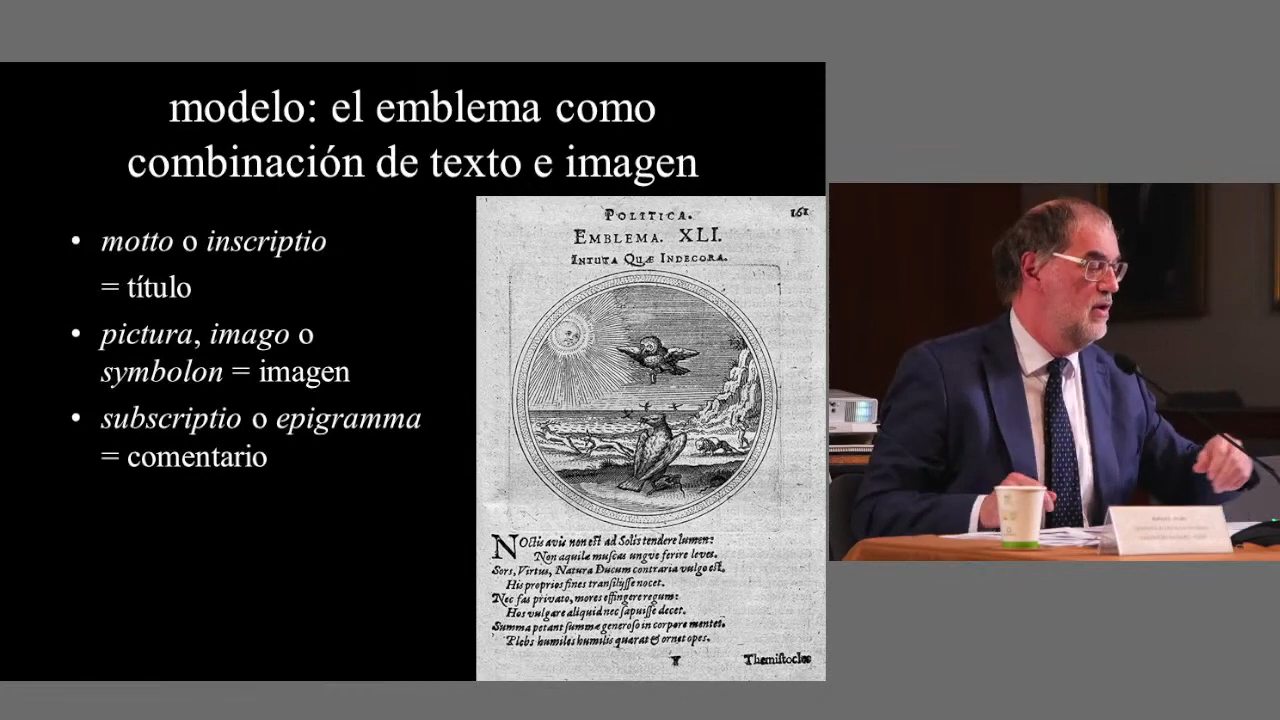 modelo: el emblema como
combinación de texto e imagen
• motto o inscriptio
= título
• pictura, imago o
symbolon = imagen
• subscriptio o epigramma
= comentario
POLITICA. 161
EMBLEMA. XLI.
INTUTA QUÆ INDECORA.
NOctis avis non est ad Solis tendere lumen:
Non aquilæ muscas ungve ferire leves.
Sors, Virtus, Natura Ducum contraria vulgo est,
His proprios fines transilysse nocet.
Nec fas privato, mores effingere regum:
Hos vulgare aliquid nec sapuisse decet.
Summa petant summæ generoso in corpore mentes.
Plebs humiles humilis quærat & ornet opes.
Themistocles